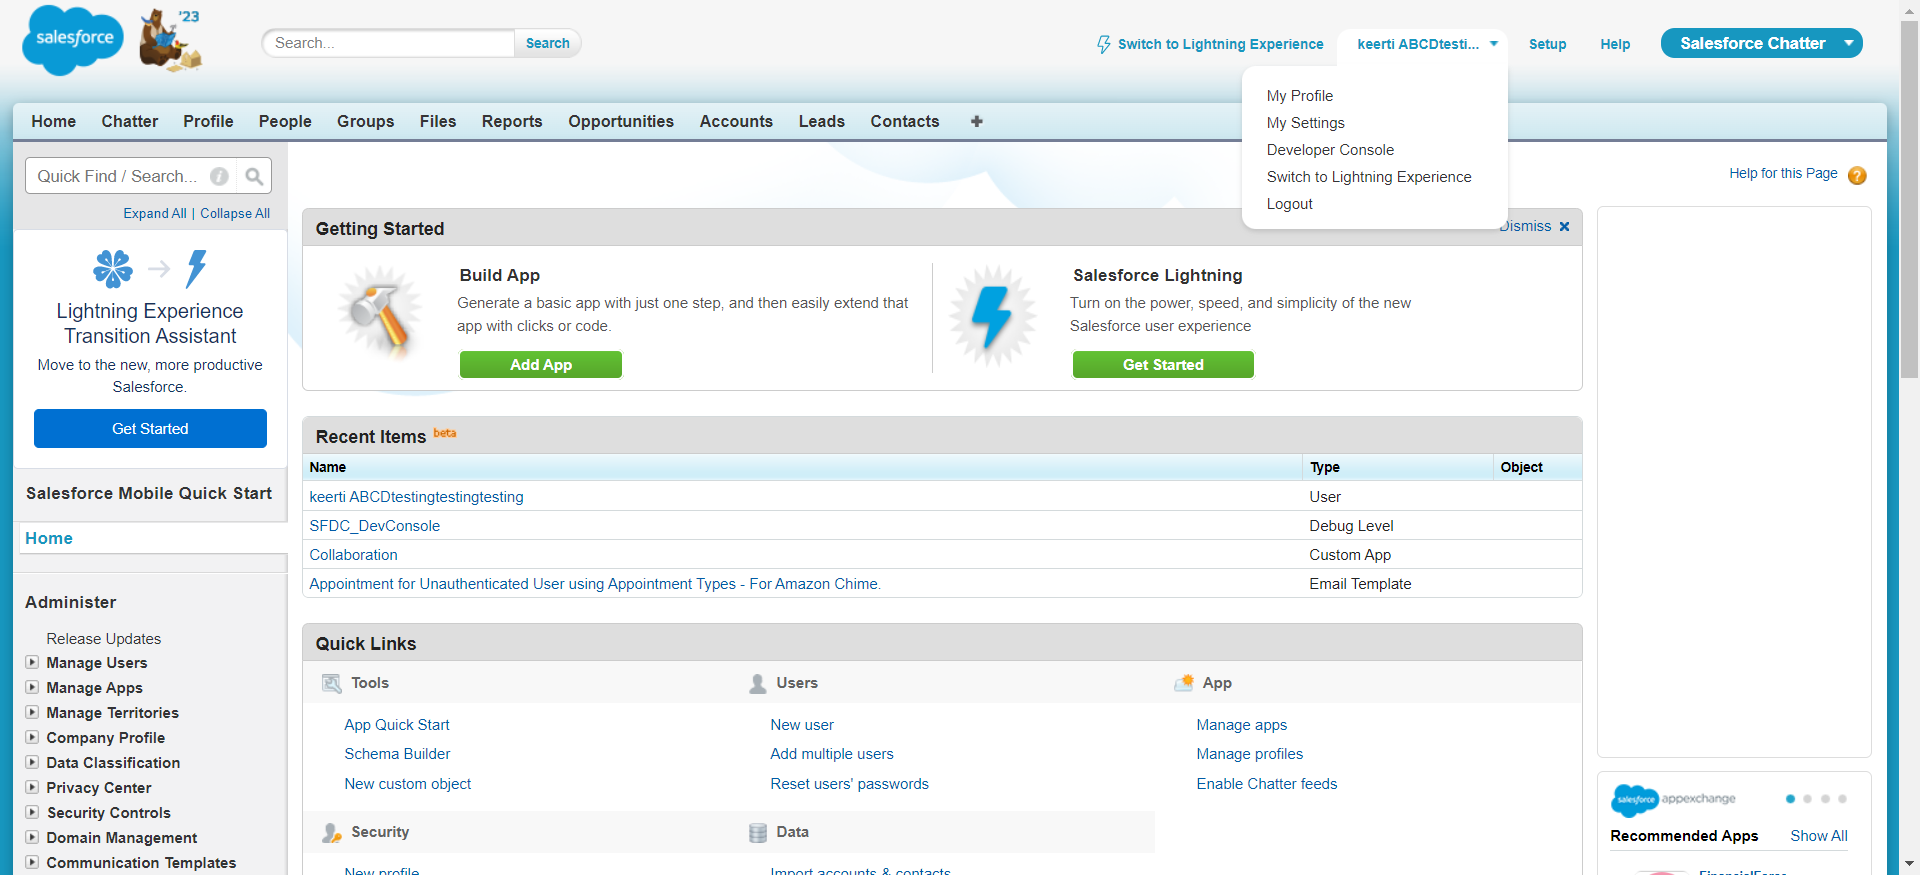 salesforce
'23
Search...
Search
Switch to Lightning Experience
keerti ABCDtesti...
Setup
Help
Salesforce Chatter
My Profile
My Settings
Developer Console
Switch to Lightning Experience
Logout
Home
Chatter
Profile
People
Groups
Files
Reports
Opportunities
Accounts
Leads
Contacts
Quick Find / Search...
Expand All | Collapse All
Lightning Experience
Transition Assistant
Move to the new, more productive
Salesforce.
Get Started
Salesforce Mobile Quick Start
Home
Administer
Release Updates
Manage Users
Manage Apps
Manage Territories
Company Profile
Data Classification
Privacy Center
Security Controls
Domain Management
Communication Templates
Help for this Page
Getting Started
Dismiss
Build App
Generate a basic app with just one step, and then easily extend that
app with clicks or code.
Add App
Salesforce Lightning
Turn on the power, speed, and simplicity of the new
Salesforce user experience
Get Started
Recent Items beta
Name
Type
Object
keerti ABCDtestingtestingtesting
User
SFDC_DevConsole
Debug Level
Collaboration
Custom App
Appointment for Unauthenticated User using Appointment Types - For Amazon Chime.
Email Template
Quick Links
Tools
App Quick Start
Schema Builder
New custom object
Users
New user
Add multiple users
Reset users' passwords
App
Manage apps
Manage profiles
Enable Chatter feeds
Security
New profile
Data
Import accounts & contacts
salesforce appexchange
Recommended Apps
Show All
FinancialForce